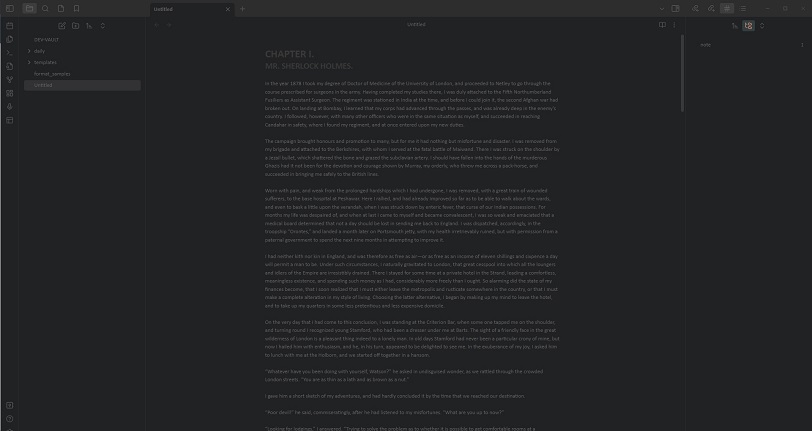 Untitled
Untitled
DEV-VAULT
daily
templates
format_samples
Untitled
note
1
CHAPTER I.
MR. SHERLOCK HOLMES.
In the year 1878 I took my degree of Doctor of Medicine of the University of London, and proceeded to Netley to go through the
course prescribed for surgeons in the army. Having completed my studies there, I was duly attached to the Fifth Northumberland
Fusiliers as Assistant Surgeon. The regiment was stationed in India at the time, and before I could join it, the second Afghan war had
broken out. On landing at Bombay, I learned that my corps had advanced through the passes, and was already deep in the enemy's
country. I followed, however, with many other officers who were in the same situation as myself, and succeeded in reaching
Candahar in safety, where I found my regiment, and at once entered upon my new duties.
The campaign brought honours and promotion to many, but for me it had nothing but misfortune and disaster. I was removed from
my brigade and attached to the Berkshires, with whom I served at the fatal battle of Maiwand. There I was struck on the shoulder by
a Jezail bullet, which shattered the bone and grazed the subclavian artery. I should have fallen into the hands of the murderous
Ghazis had it not been for the devotion and courage shown by Murray, my orderly, who threw me across a pack-horse, and
succeeded in bringing me safely to the British lines.
Worn with pain, and weak from the prolonged hardships which I had undergone, I was removed, with a great train of wounded
sufferers, to the base hospital at Peshawar. Here I rallied, and had already improved so far as to be able to walk about the wards,
and even to bask a little upon the verandah, when I was struck down by enteric fever, that curse of our Indian possessions. For
months my life was despaired of, and when at last I came to myself and became convalescent, I was so weak and emaciated that a
medical board determined that not a day should be lost in sending me back to England. I was dispatched, accordingly, in the
troopship "Orontes," and landed a month later on Portsmouth jetty, with my health irretrievably ruined, but with permission from a
paternal government to spend the next nine months in attempting to improve it.
I had neither kith nor kin in England, and was therefore as free as air—or as free as an income of eleven shillings and sixpence a day
will permit a man to be. Under such circumstances, I naturally gravitated to London, that great cesspool into which all the loungers
and idlers of the Empire are irresistibly drained. There I stayed for some time at a private hotel in the Strand, leading a comfortless,
meaningless existence, and spending such money as I had, considerably more freely than I ought. So alarming did the state of my
finances become, that I soon realized that I must either leave the metropolis and rusticate somewhere in the country, or that I must
make a complete alteration in my style of living. Choosing the latter alternative, I began by making up my mind to leave the hotel,
and to take up my quarters in some less pretentious and less expensive domicile.
On the very day that I had come to this conclusion, I was standing at the Criterion Bar, when some one tapped me on the shoulder,
and turning round I recognized young Stamford, who had been a dresser under me at Barts. The sight of a friendly face in the great
wilderness of London is a pleasant thing indeed to a lonely man. In old days Stamford had never been a particular crony of mine, but
now I hailed him with enthusiasm, and he, in his turn, appeared to be delighted to see me. In the exuberance of my joy, I asked him
to lunch with me at the Holborn, and we started off together in a hansom.
"Whatever have you been doing with yourself, Watson?" he asked in undisguised wonder, as we rattled through the crowded
London streets. "You are as thin as a lath and as brown as a nut."
I gave him a short sketch of my adventures, and had hardly concluded it by the time that we reached our destination.
"Poor devil!" he said, commiseratingly, after he had listened to my misfortunes. "What are you up to now?"
"Looking for lodgings," I answered. "Trying to solve the problem as to whether it is possible to get comfortable rooms at a